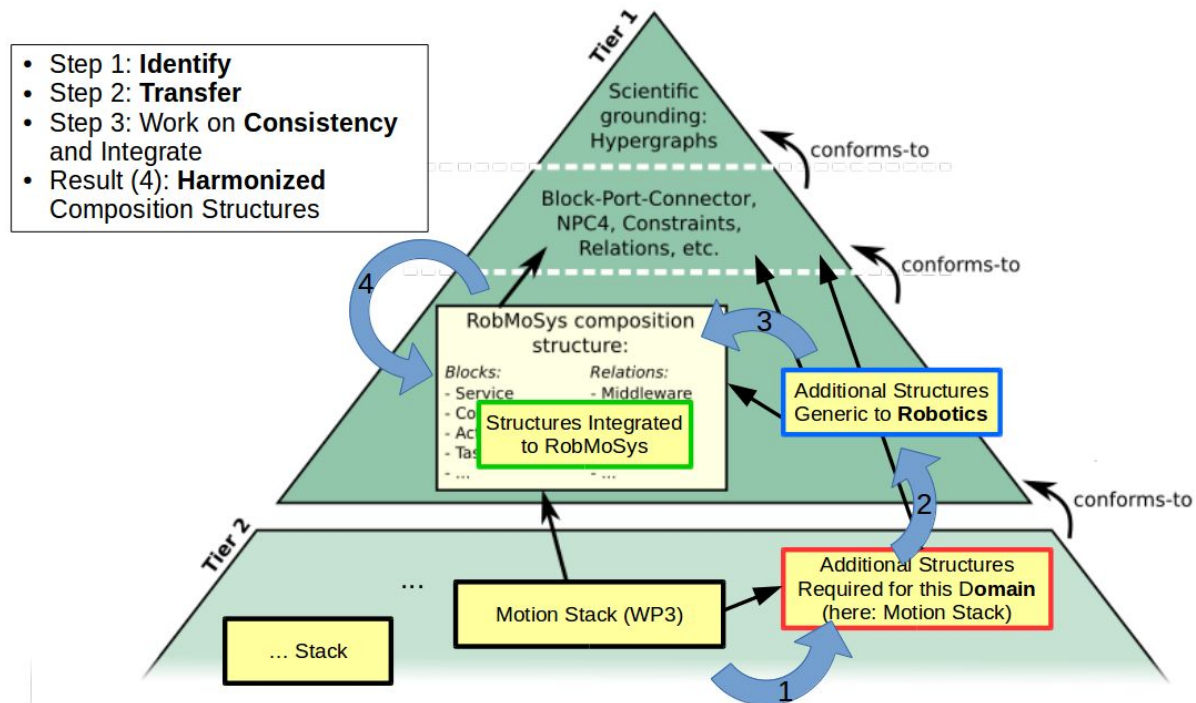 • Step 1: Identify
• Step 2: Transfer
• Step 3: Work on Consistency
and Integrate
• Result (4): Harmonized
Composition Structures
Tier 1
Scientific
grounding:
Hypergraphs
conforms-to
Block-Port-Connector,
NPC4, Constraints,
Relations, etc.
conforms-to
4
3
RobMoSys composition
structure:
Blocks: Relations:
- Service - Middleware
- Co
- Act
- Tas
- ... - ...
Structures Integrated
to RobMoSys
Additional Structures
Generic to Robotics
2
conforms-to
Tier 2
...
Motion Stack (WP3)
Additional Structures
Required for this Domain
(here: Motion Stack)
... Stack
1